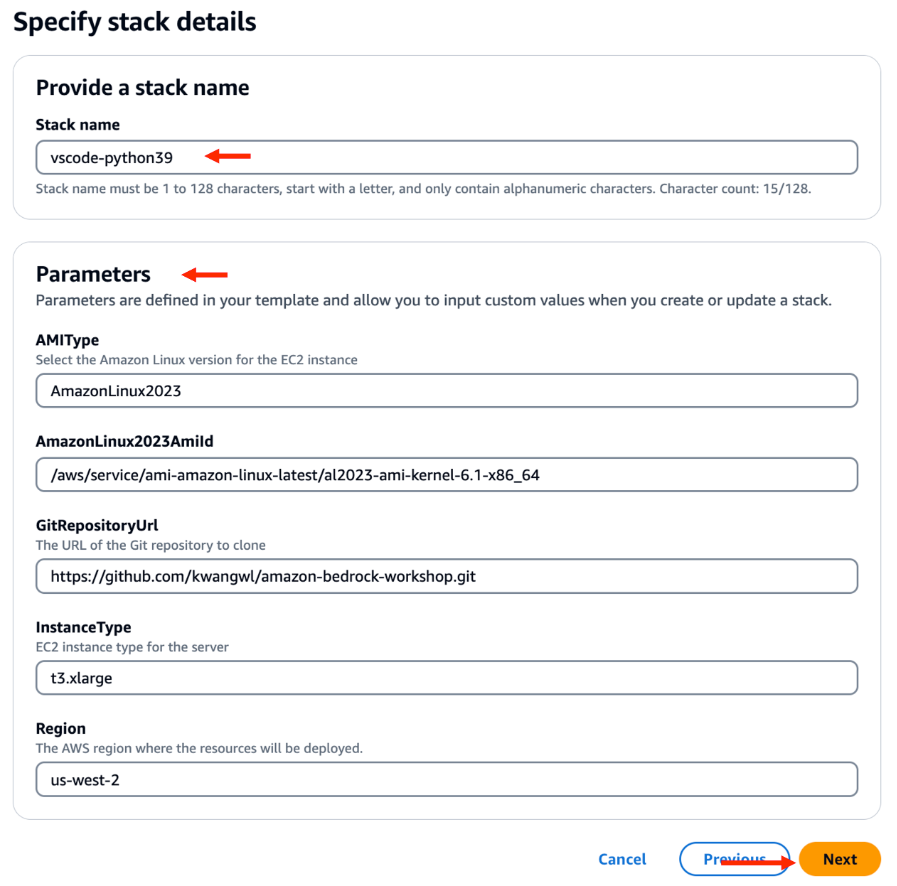 Specify stack details
Provide a stack name
Stack name
vscode-python39
Stack name must be 1 to 128 characters, start with a letter, and only contain alphanumeric characters. Character count: 15/128.
Parameters
Parameters are defined in your template and allow you to input custom values when you create or update a stack.
AMIType
Select the Amazon Linux version for the EC2 instance
AmazonLinux2023
AmazonLinux2023AmiId
/aws/service/ami-amazon-linux-latest/al2023-ami-kernel-6.1-x86_64
GitRepositoryUrl
The URL of the Git repository to clone
https://github.com/kwangwl/amazon-bedrock-workshop.git
InstanceType
EC2 instance type for the server
t3.xlarge
Region
The AWS region where the resources will be deployed.
us-west-2
Cancel Previous Next